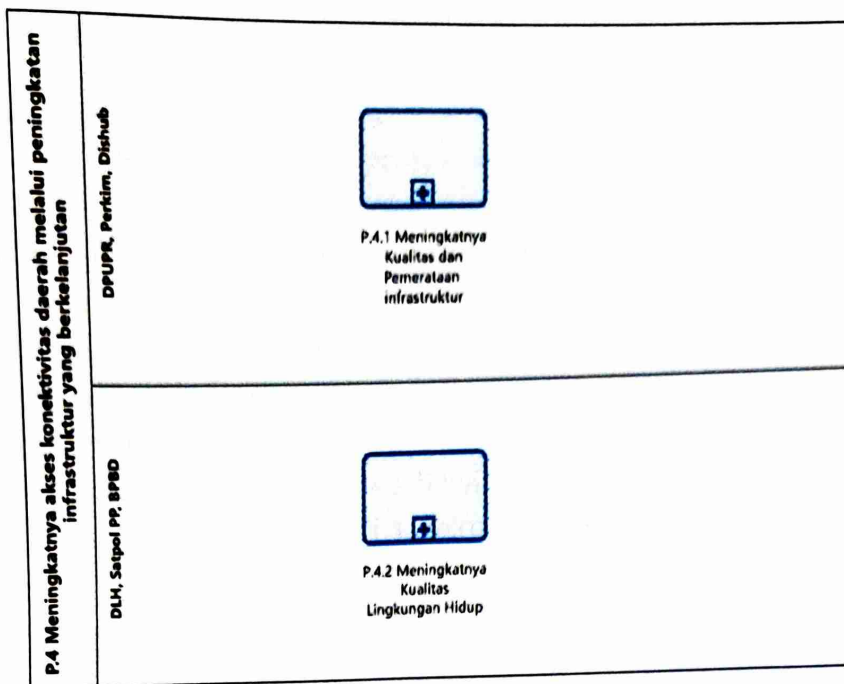 P.4 Meningkatnya akses konektivitas daerah melalui peningkatan
infrastruktur yang berkelanjutan
DPUPR, Perkim, Dishub
P.4.1 Meningkatnya
Kualitas dan
Pemerataan
infrastruktur
DLH, Satpol PP, BPBD
P.4.2 Meningkatnya
Kualitas
Lingkungan Hidup